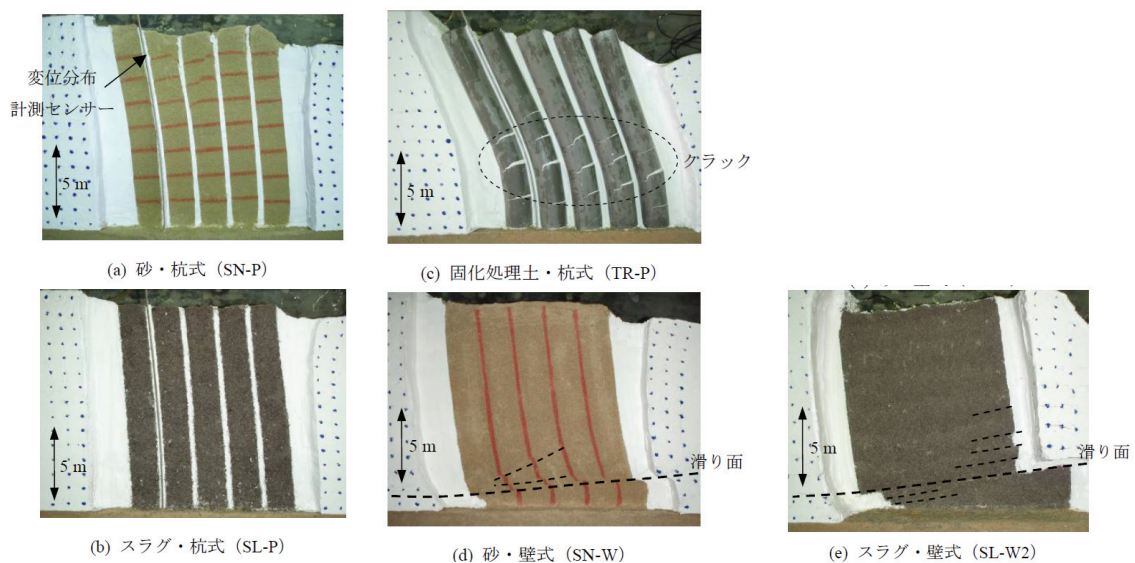 変位分布
計測センサー
5 m
(a) 砂・杭式（SN-P）
クラック
5 m
(c) 固化処理土・杭式（TR-P）
5 m
(b) スラグ・杭式（SL-P）
5 m
滑り面
(d) 砂・壁式（SN-W）
5 m
滑り面
(e) スラグ・壁式（SL-W2）